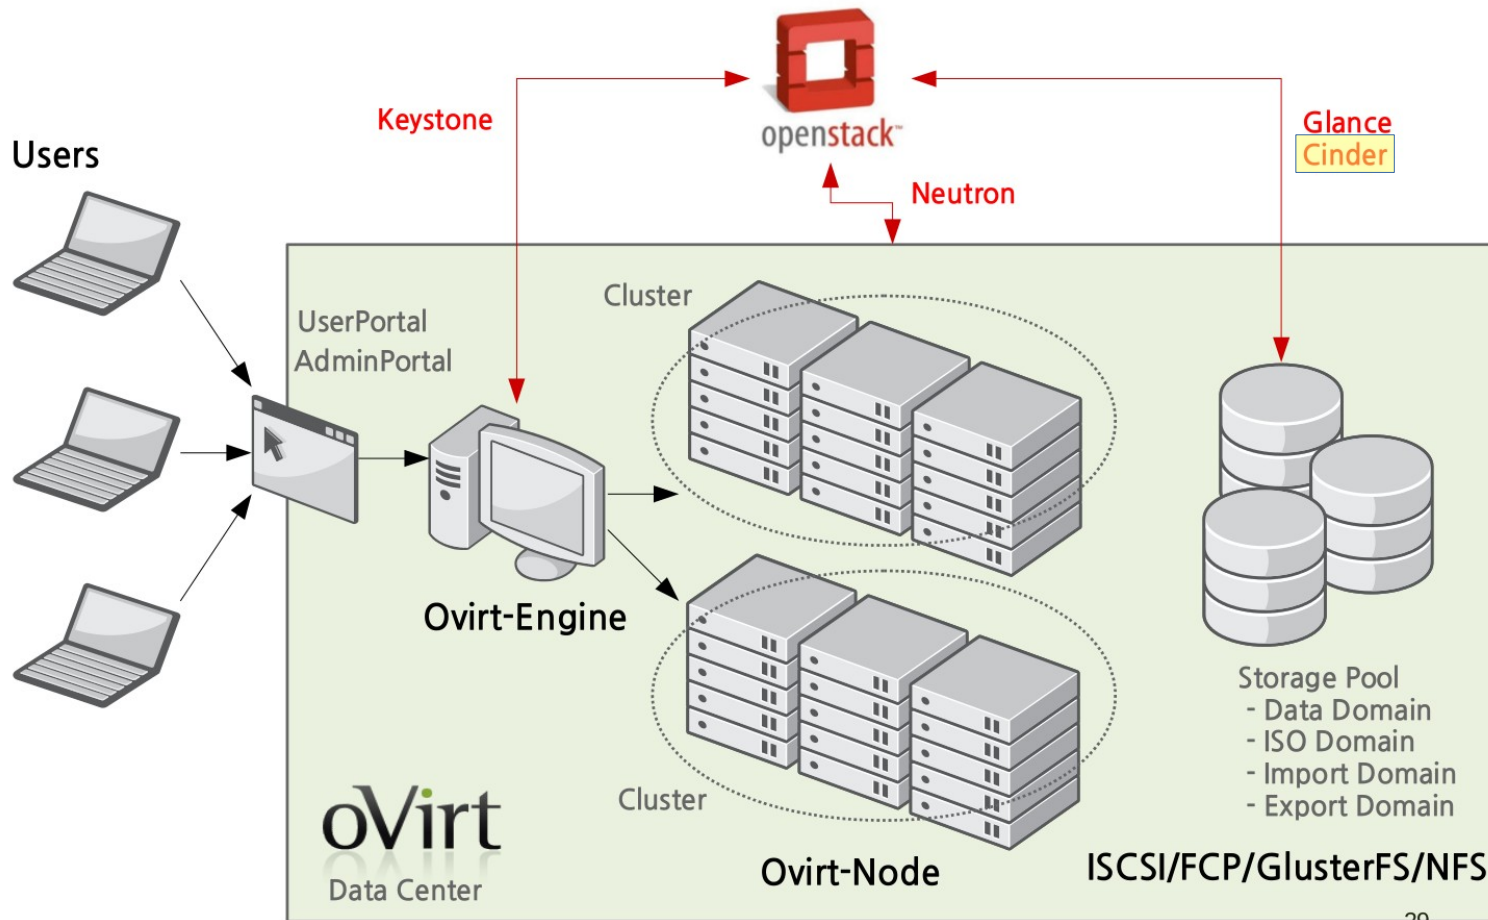 openstack™
Keystone
Glance
Cinder
Users
Neutron
Cluster
UserPortal
AdminPortal
Ovirt-Engine
Storage Pool
- Data Domain
- ISO Domain
- Import Domain
- Export Domain
Cluster
oVirt
Data Center
Ovirt-Node
ISCSI/FCP/GlusterFS/NFS